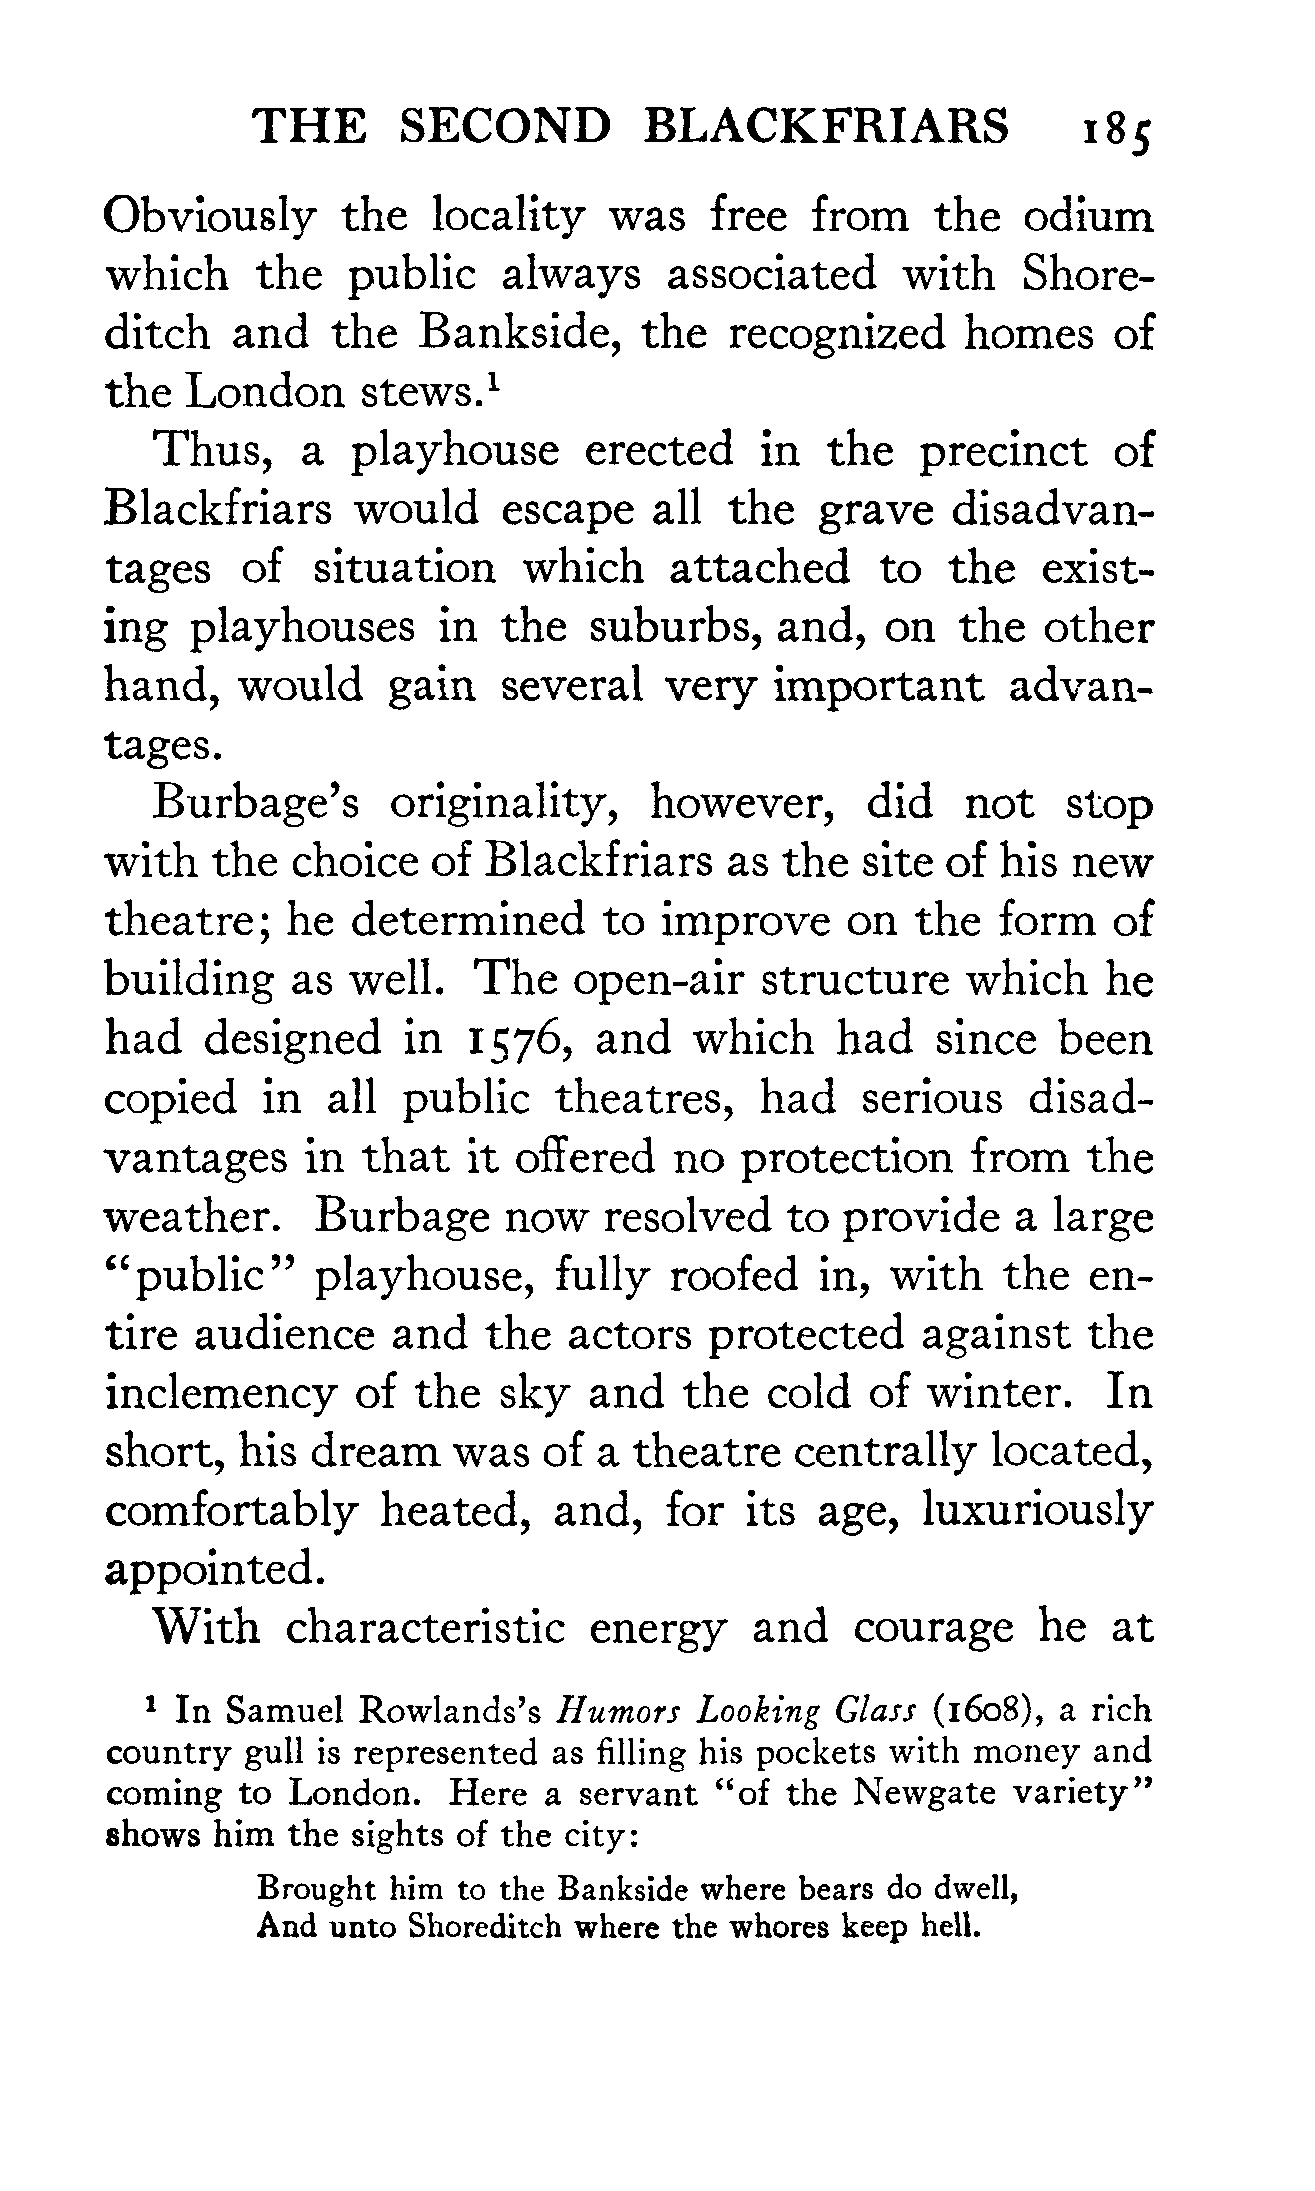 THE SECOND BLACKFRIARS 185
Obviously the locality was free from the odium
which the public always associated with Shore-
ditch and the Bankside, the recognized homes of
the London stews.¹
Thus, a playhouse erected in the precinct of
Blackfriars would escape all the grave disadvan-
tages of situation which attached to the exist-
ing playhouses in the suburbs, and, on the other
hand, would gain several very important advan-
tages.
Burbage's originality, however, did not stop
with the choice of Blackfriars as the site of his new
theatre; he determined to improve on the form of
building as well. The open-air structure which he
had designed in 1576, and which had since been
copied in all public theatres, had serious disad-
vantages in that it offered no protection from the
weather. Burbage now resolved to provide a large
“public” playhouse, fully roofed in, with the en-
tire audience and the actors protected against the
inclemency of the sky and the cold of winter. In
short, his dream was of a theatre centrally located,
comfortably heated, and, for its age, luxuriously
appointed.
With characteristic energy and courage he at
¹ In Samuel Rowlands's Humors Looking Glass (1608), a rich
country gull is represented as filling his pockets with money and
coming to London. Here a servant “of the Newgate variety”
shows him the sights of the city:
Brought him to the Bankside where bears do dwell,
And unto Shoreditch where the whores keep hell.